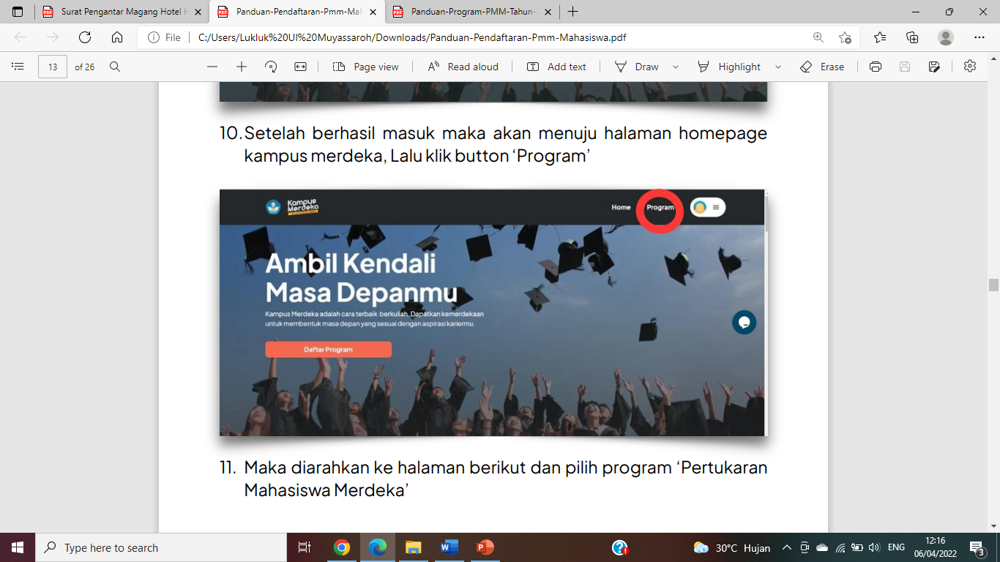 Surat Pengantar Magang Hotel H
Panduan-Pendaftaran-Pmm-Mah
Panduan-Program-PMM-Tahun-
File
C:/Users/Lukluk%20Ul%20Muyassaroh/Downloads/Panduan-Pendaftaran-Pmm-Mahasiswa.pdf
13 of 26
Page view
Read aloud
Add text
Draw
Highlight
Erase
10. Setelah berhasil masuk maka akan menuju halaman homepage
kampus merdeka, Lalu klik button ‘Program’
Kampus
Merdeka
Home
Program
Ambil Kendali
Masa Depanmu
Kampus Merdeka adalah cara terbaik berkuliah. Dapatkan kemerdekaan
untuk membentuk masa depan yang sesuai dengan aspirasi kariermu.
Daftar Program
11. Maka diarahkan ke halaman berikut dan pilih program ‘Pertukaran
Mahasiswa Merdeka’
Type here to search
30°C Hujan
ENG
12:16
06/04/2022
3